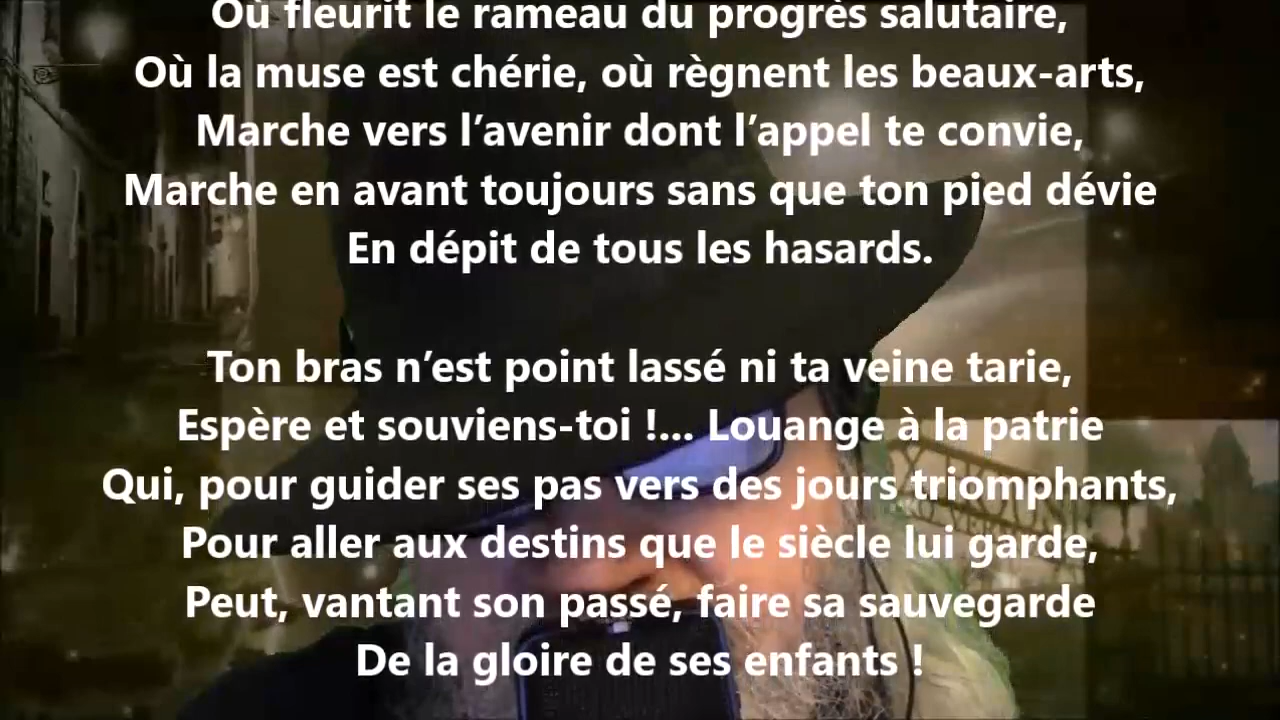 Où fleurit le rameau du progrès salutaire,
Où la muse est chérie, où règnent les beaux-arts,
Marche vers l’avenir dont l’appel te convie,
Marche en avant toujours sans que ton pied dévie
En dépit de tous les hasards.
Ton bras n’est point lassé ni ta veine tarie,
Espère et souviens-toi !... Louange à la patrie
Qui, pour guider ses pas vers des jours triomphants,
Pour aller aux destins que le siècle lui garde,
Peut, vantant son passé, faire sa sauvegarde
De la gloire de ses enfants !